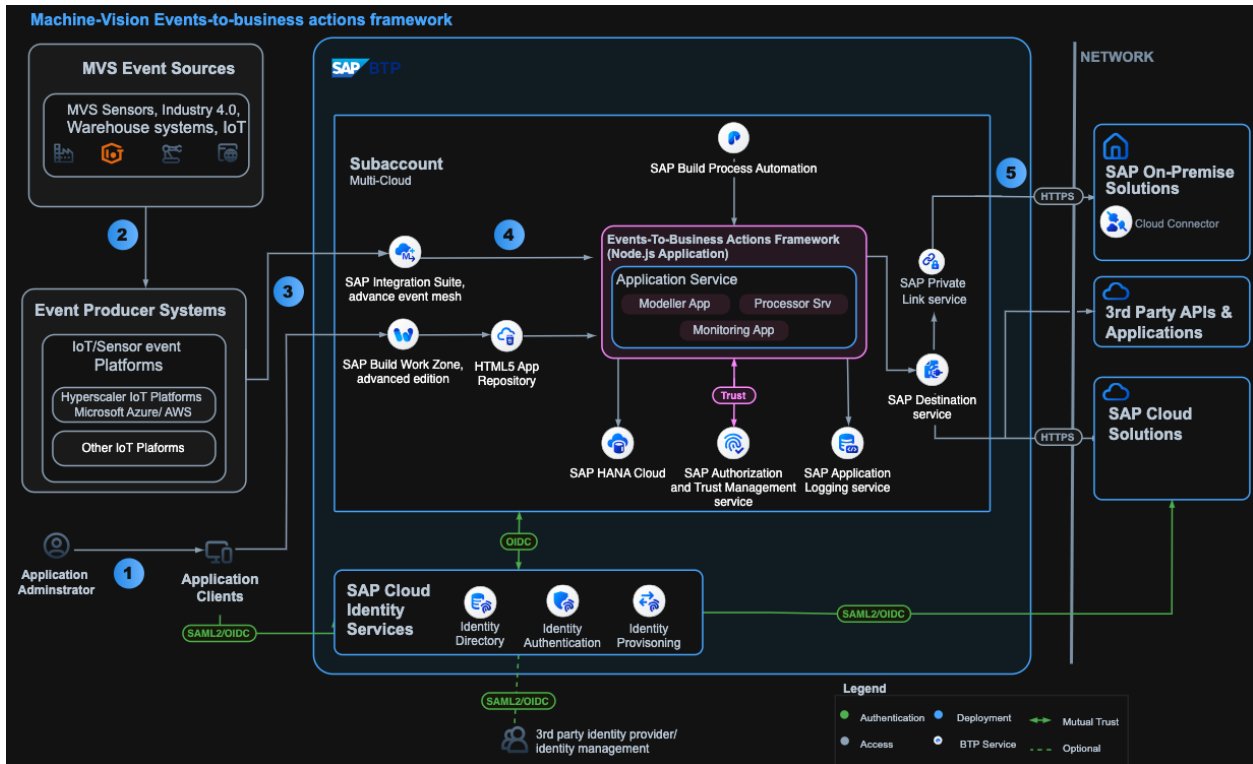 Machine-Vision Events-to-business actions framework
MVS Event Sources
MVS Sensors, Industry 4.0,
Warehouse systems, IoT
IoT
2
Event Producer Systems
IoT/Sensor event
Platforms
Hyperscaler IoT Platforms
Microsoft Azure/ AWS
Other IoT Plaforms
3
Application
Adminstrator
1
Application
Clients
SAML2/OIDC
SAP BTP
Subaccount
Multi-Cloud
SAP Build Process Automation
M
SAP Integration Suite,
advance event mesh
4
SAP Build Work Zone,
advanced edition
HTML5 App
Repository
Events-To-Business Actions Framework
(Node.js Application)
Application Service
Modeller App
Processor Srv
Monitoring App
Trust
SAP HANA Cloud
SAP Authorization
and Trust Management
service
SAP Application
Logging service
SAP Private
Link service
SAP Destination
service
5
OIDC
SAP Cloud
Identity
Services
Identity
Directory
Identity
Authentication
Identity
Provisoning
SAML2/OIDC
SAML2/OIDC
3rd party identity provider/
identity management
NETWORK
HTTPS
SAP On-Premise
Solutions
Cloud Connector
3rd Party APIs &
Applications
HTTPS
SAP Cloud
Solutions
Legend
Authentication
Deployment
Mutual Trust
Access
BTP Service
Optional